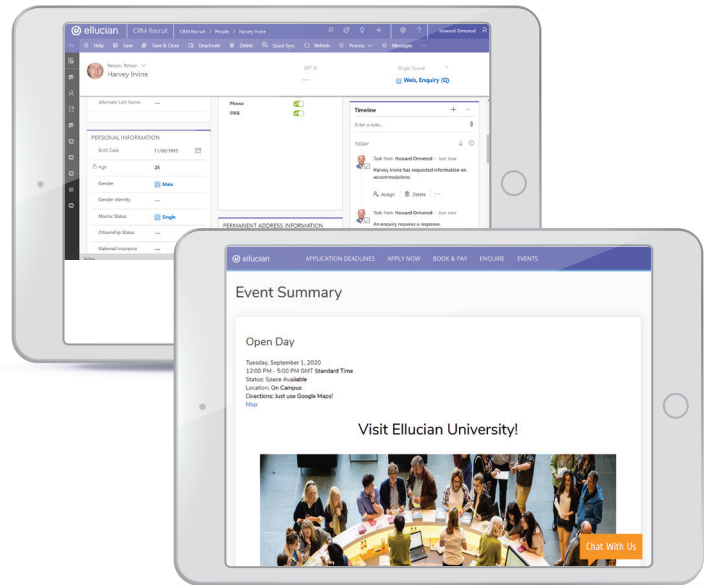 ellucian CRM Recruit CRM Recruit > People > Harvey Irvine Howard Ormerod
Help Save Save & Close Deactivate Delete Quick Sync Refresh Process Messages ...
Person: Person
Harvey Irvine
ERP ID
---
Origin Source
Web, Enquiry (Q)
Alternate Last Name ---
PERSONAL INFORMATION
Birth Date 11/08/1995
Age 25
Gender Male
Gender Identity ---
Marital Status Single
Citizenship Status ---
National Insurance ---
Active
Phone
SMS
PERMANENT ADDRESS INFORMATION
Timeline
Enter a note...
TODAY
Task from Howard Ormerod - Just now
Harvey Irvine has requested information on
accommodations.
Assign Delete ...
Task from Howard Ormerod - Just now
An enquiry requires a response.
ellucian APPLICATION DEADLINES APPLY NOW BOOK & PAY ENQUIRE EVENTS
Event Summary
Open Day
Tuesday, September 1, 2020
12:00 PM - 5:00 PM GMT Standard Time
Status: Space Available
Location: On Campus
Directions: Just use Google Maps!
Map
Visit Ellucian University!
Chat With Us